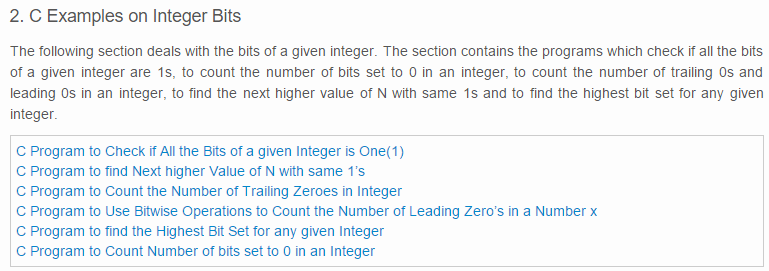 2. C Examples on Integer Bits
The following section deals with the bits of a given integer. The section contains the programs which check if all the bits
of a given integer are 1s, to count the number of bits set to 0 in an integer, to count the number of trailing 0s and
leading 0s in an integer, to find the next higher value of N with same 1s and to find the highest bit set for any given
integer.
C Program to Check if All the Bits of a given Integer is One(1)
C Program to find Next higher Value of N with same 1's
C Program to Count the Number of Trailing Zeroes in Integer
C Program to Use Bitwise Operations to Count the Number of Leading Zero's in a Number x
C Program to find the Highest Bit Set for any given Integer
C Program to Count Number of bits set to 0 in an Integer